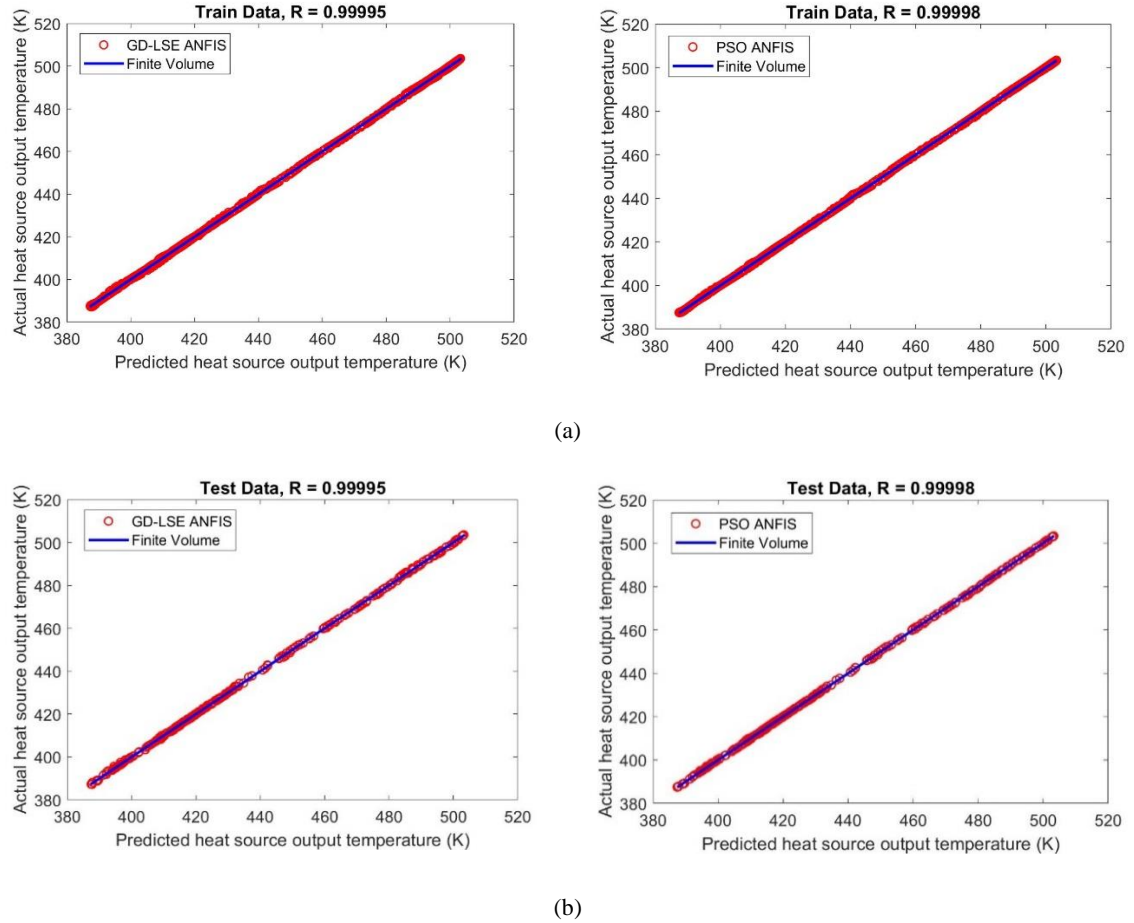 Train Data, R = 0.99995
GD-LSE ANFIS
Finite Volume
Actual heat source output temperature (K)
520
500
480
460
440
420
400
380
380 400 420 440 460 480 500 520
Predicted heat source output temperature (K)
Train Data, R = 0.99998
PSO ANFIS
Finite Volume
Actual heat source output temperature (K)
520
500
480
460
440
420
400
380
380 400 420 440 460 480 500 520
Predicted heat source output temperature (K)
(a)
Test Data, R = 0.99995
GD-LSE ANFIS
Finite Volume
Actual heat source output temperature (K)
520
500
480
460
440
420
400
380
380 400 420 440 460 480 500 520
Predicted heat source output temperature (K)
Test Data, R = 0.99998
PSO ANFIS
Finite Volume
Actual heat source output temperature (K)
520
500
480
460
440
420
400
380
380 400 420 440 460 480 500 520
Predicted heat source output temperature (K)
(b)